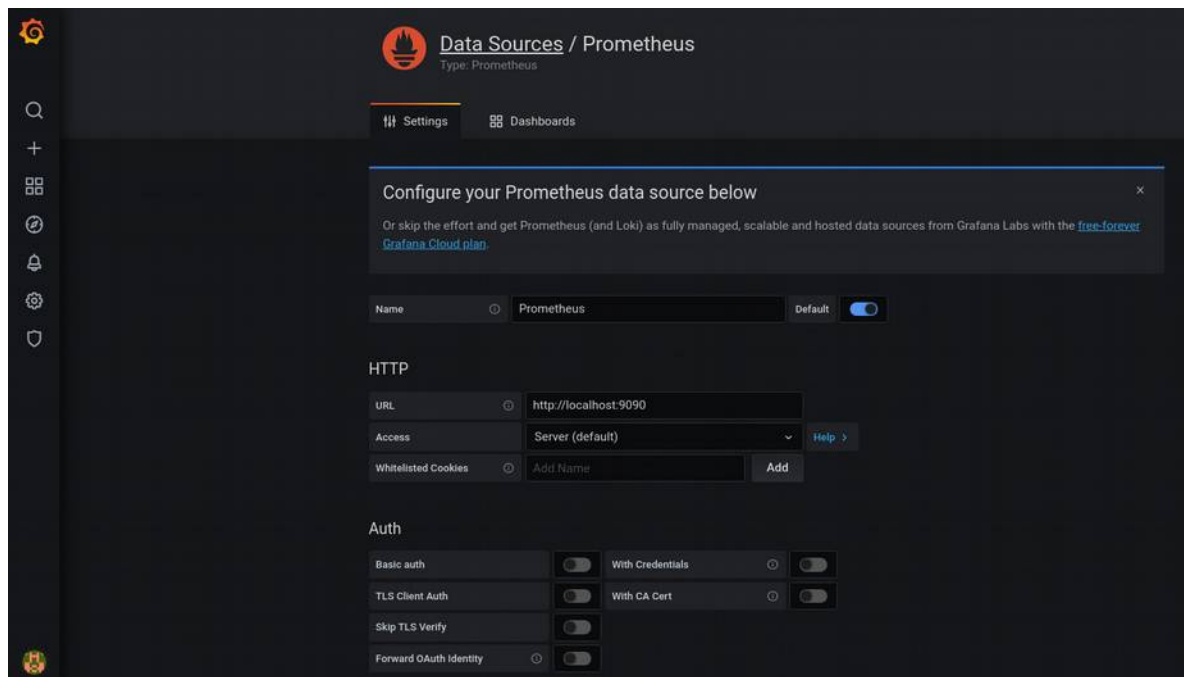 Data Sources / Prometheus
Type: Prometheus
Settings
Dashboards
Configure your Prometheus data source below
Or skip the effort and get Prometheus (and Loki) as fully managed, scalable and hosted data sources from Grafana Labs with the free-forever
Grafana Cloud plan.
Name Prometheus Default
HTTP
URL http://localhost:9090
Access Server (default) Help >
Whitelisted Cookies Add Name Add
Auth
Basic auth With Credentials
TLS Client Auth With CA Cert
Skip TLS Verify
Forward OAuth Identity